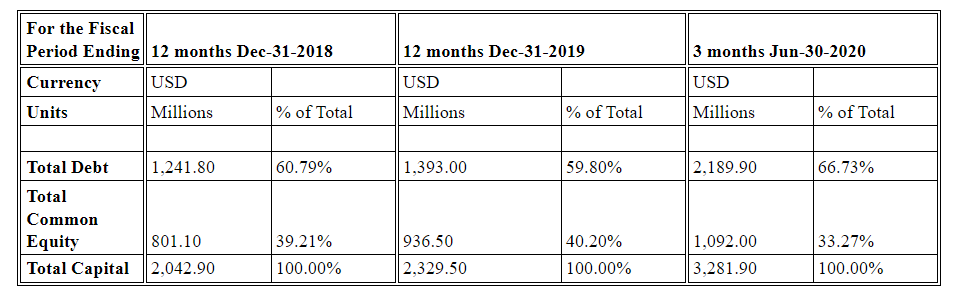 For the Fiscal
Period Ending 12 months Dec-31-2018 12 months Dec-31-2019 3 months Jun-30-2020
Currency USD USD USD
Units Millions % of Total Millions % of Total Millions % of Total
Total Debt 1,241.80 60.79% 1,393.00 59.80% 2,189.90 66.73%
Total
Common
Equity 801.10 39.21% 936.50 40.20% 1,092.00 33.27%
Total Capital 2,042.90 100.00% 2,329.50 100.00% 3,281.90 100.00%